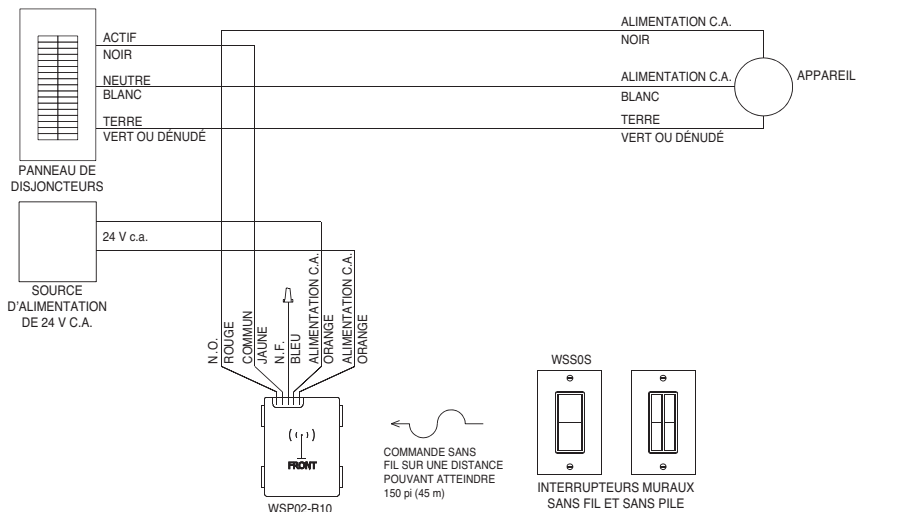 ACTIF
NOIR
NEUTRE
BLANC
TERRE
VERT OU DÉNUDÉ
PANNEAU DE
DISJONCTEURS
ALIMENTATION C.A.
NOIR
ALIMENTATION C.A.
BLANC
TERRE
VERT OU DÉNUDÉ
APPAREIL
24 V c.a.
SOURCE
D'ALIMENTATION
DE 24 V C.A.
N.O.
ROUGE
COMMUN
JAUNE
N.F.
BLEU
ALIMENTATION C.A.
ORANGE
ALIMENTATION C.A.
ORANGE
FRONT
WSP02-R10
COMMANDE SANS
FIL SUR UNE DISTANCE
POUVANT ATTEINDRE
150 pi (45 m)
WSS0S
INTERRUPTEURS MURAUX
SANS FIL ET SANS PILE